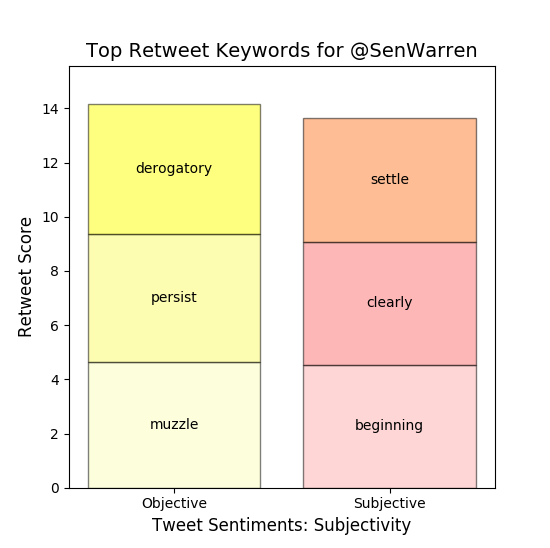 Top Retweet Keywords for @SenWarren
Retweet Score
14
12
10
8
6
4
2
0
derogatory
persist
muzzle
settle
clearly
beginning
Objective
Subjective
Tweet Sentiments: Subjectivity